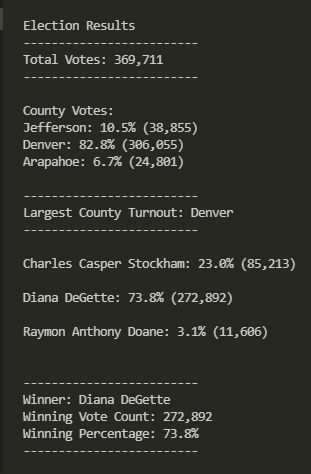 Election Results
-------------------------
Total Votes: 369,711
-------------------------
County Votes:
Jefferson: 10.5% (38,855)
Denver: 82.8% (306,055)
Arapahoe: 6.7% (24,801)
-------------------------
Largest County Turnout: Denver
-------------------------
Charles Casper Stockham: 23.0% (85,213)
Diana DeGette: 73.8% (272,892)
Raymon Anthony Doane: 3.1% (11,606)
-------------------------
Winner: Diana DeGette
Winning Vote Count: 272,892
Winning Percentage: 73.8%
-------------------------